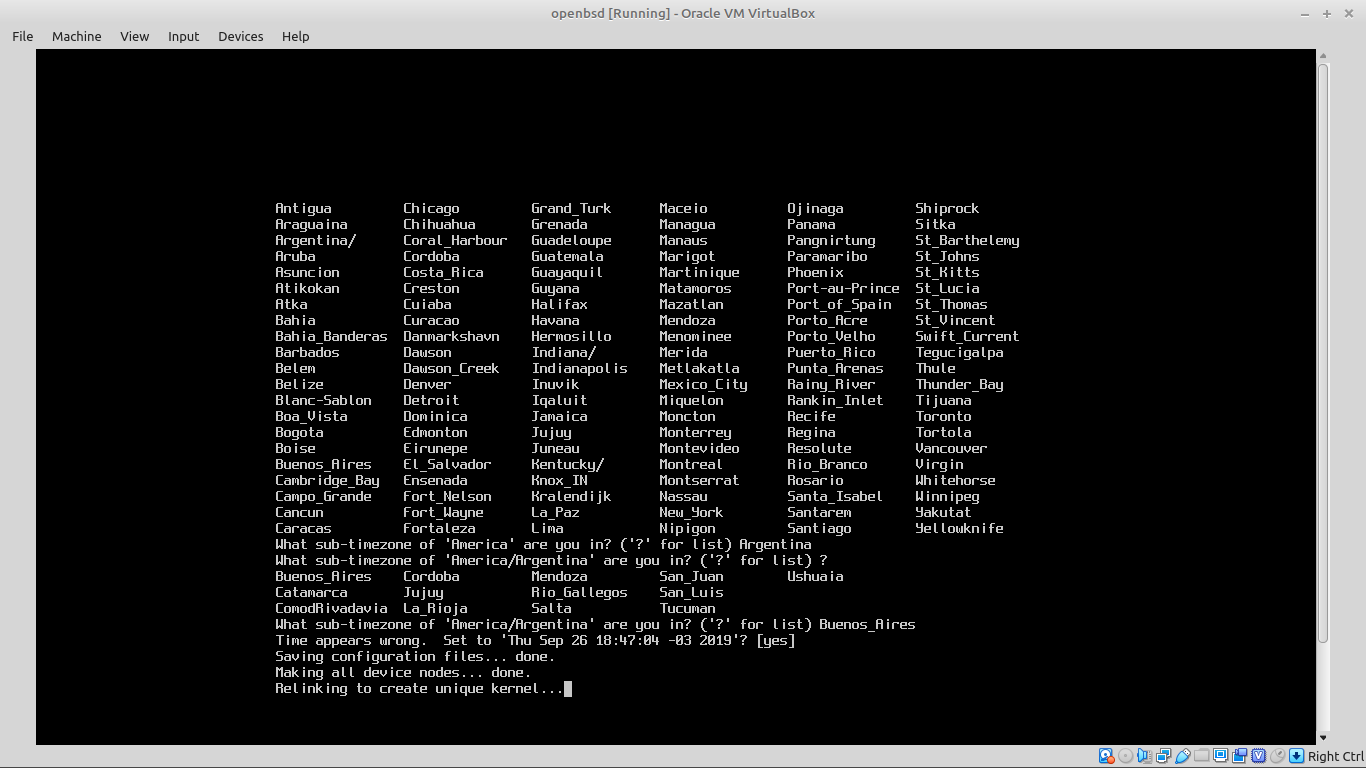 openbsd [Running] - Oracle VM VirtualBox
File Machine View Input Devices Help
Antigua Chicago Grand_Turk Maceio Ojinaga Shiprock
Araguaina Chihuahua Grenada Managua Panama Sitka
Argentina/ Coral_Harbour Guadeloupe Manaus Pangnirtung St_Barthelemy
Aruba Cordoba Guatemala Marigot Paramaribo St_Johns
Asuncion Costa_Rica Guayaquil Martinique Phoenix St_Kitts
Atikokan Creston Guyana Matamoros Port-au-Prince St_Lucia
Atka Cuiaba Halifax Mazatlan Port_of_Spain St_Thomas
Bahia Curacao Havana Mendoza Porto_Acre St_Vincent
Bahia_Banderas Danmarkshavn Hermosillo Menominee Porto_Velho Swift_Current
Barbados Dawson Indiana/ Merida Puerto_Rico Tegucigalpa
Belem Dawson_Creek Indianapolis Metlakatla Punta_Arenas Thule
Belize Denver Inuvik Mexico_City Rainy_River Thunder_Bay
Blanc-Sablon Detroit Iqaluit Miquelon Rankin_Inlet Tijuana
Boa_Vista Dominica Jamaica Moncton Recife Toronto
Bogota Edmonton Jujuy Monterrey Regina Tortola
Boise Eirunepe Juneau Montevideo Resolute Vancouver
Buenos_Aires El_Salvador Kentucky/ Montreal Rio_Branco Virgin
Cambridge_Bay Ensenada Knox_IN Montserrat Rosario Whitehorse
Campo_Grande Fort_Nelson Kralendijk Nassau Santa_Isabel Winnipeg
Cancun Fort_Wayne La_Paz New_York Santarem Yakutat
Caracas Fortaleza Lima Nipigon Santiago Yellowknife
What sub-timezone of 'America' are you in? ('?' for list) Argentina
What sub-timezone of 'America/Argentina' are you in? ('?' for list) ?
Buenos_Aires Cordoba Mendoza San_Juan Ushuaia
Catamarca Jujuy Rio_Gallegos San_Luis
ComodRivadavia La_Rioja Salta Tucuman
What sub-timezone of 'America/Argentina' are you in? ('?' for list) Buenos_Aires
Time appears wrong.  Set to 'Thu Sep 26 18:47:04 -03 2019'? [yes]
Saving configuration files... done.
Making all device nodes... done.
Relinking to create unique kernel...
Right Ctrl